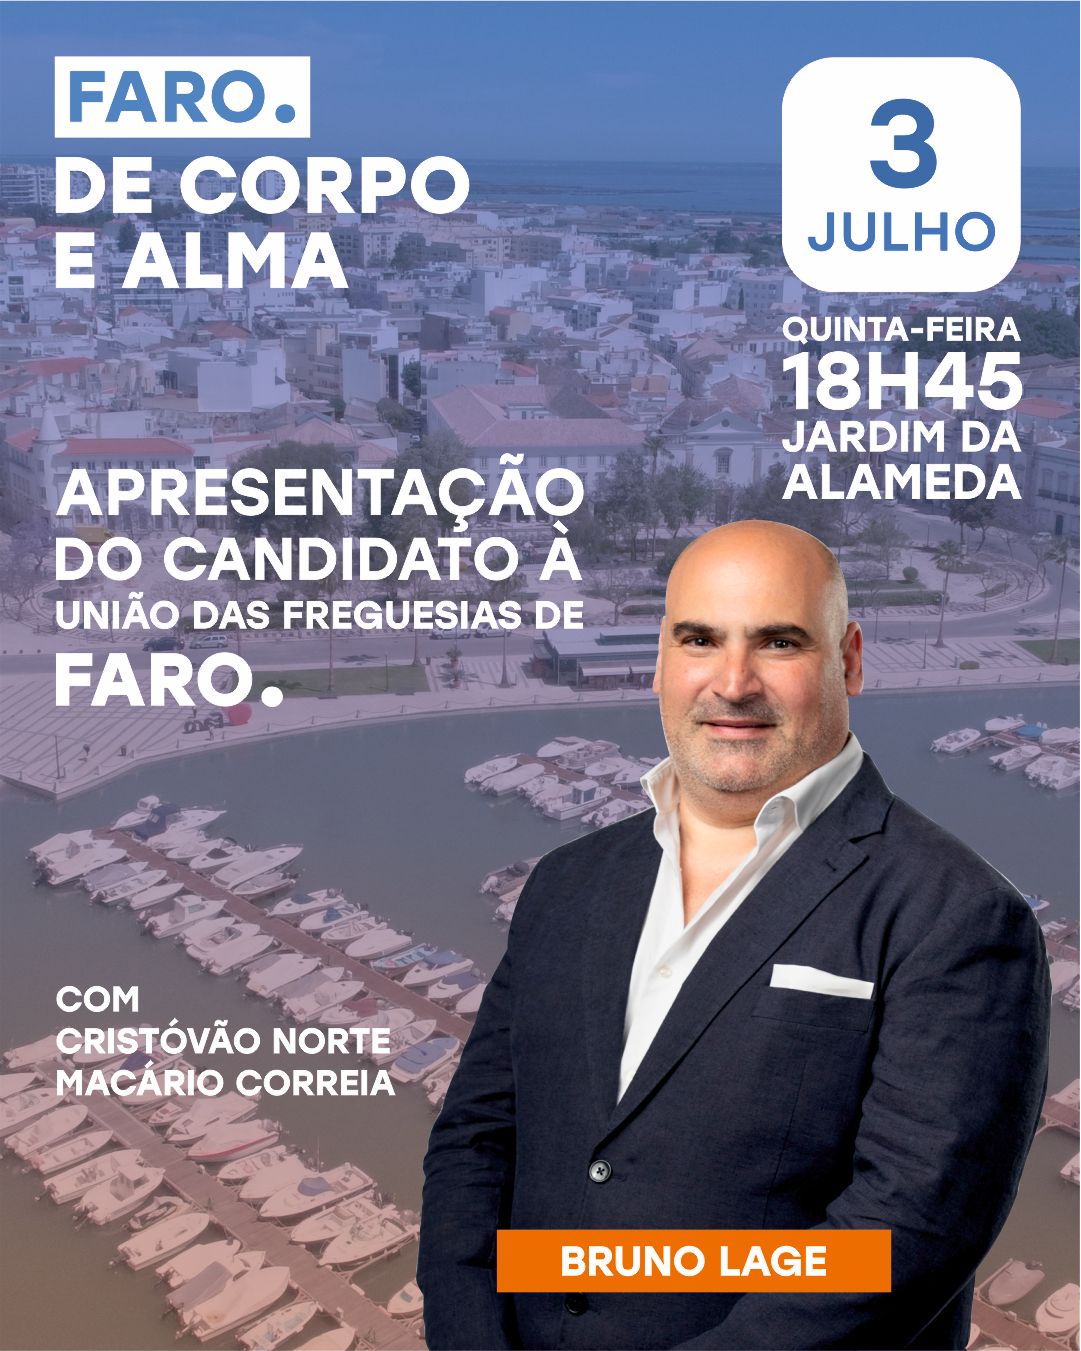 FARO.
DE CORPO
E ALMA
3
JULHO
QUINTA-FEIRA
18H45
JARDIM DA
ALAMEDA
APRESENTAÇÃO
DO CANDIDATO À
UNIÃO DAS FREGUESIAS DE
FARO.
COM
CRISTÓVÃO NORTE
MACÁRIO CORREIA
BRUNO LAGE